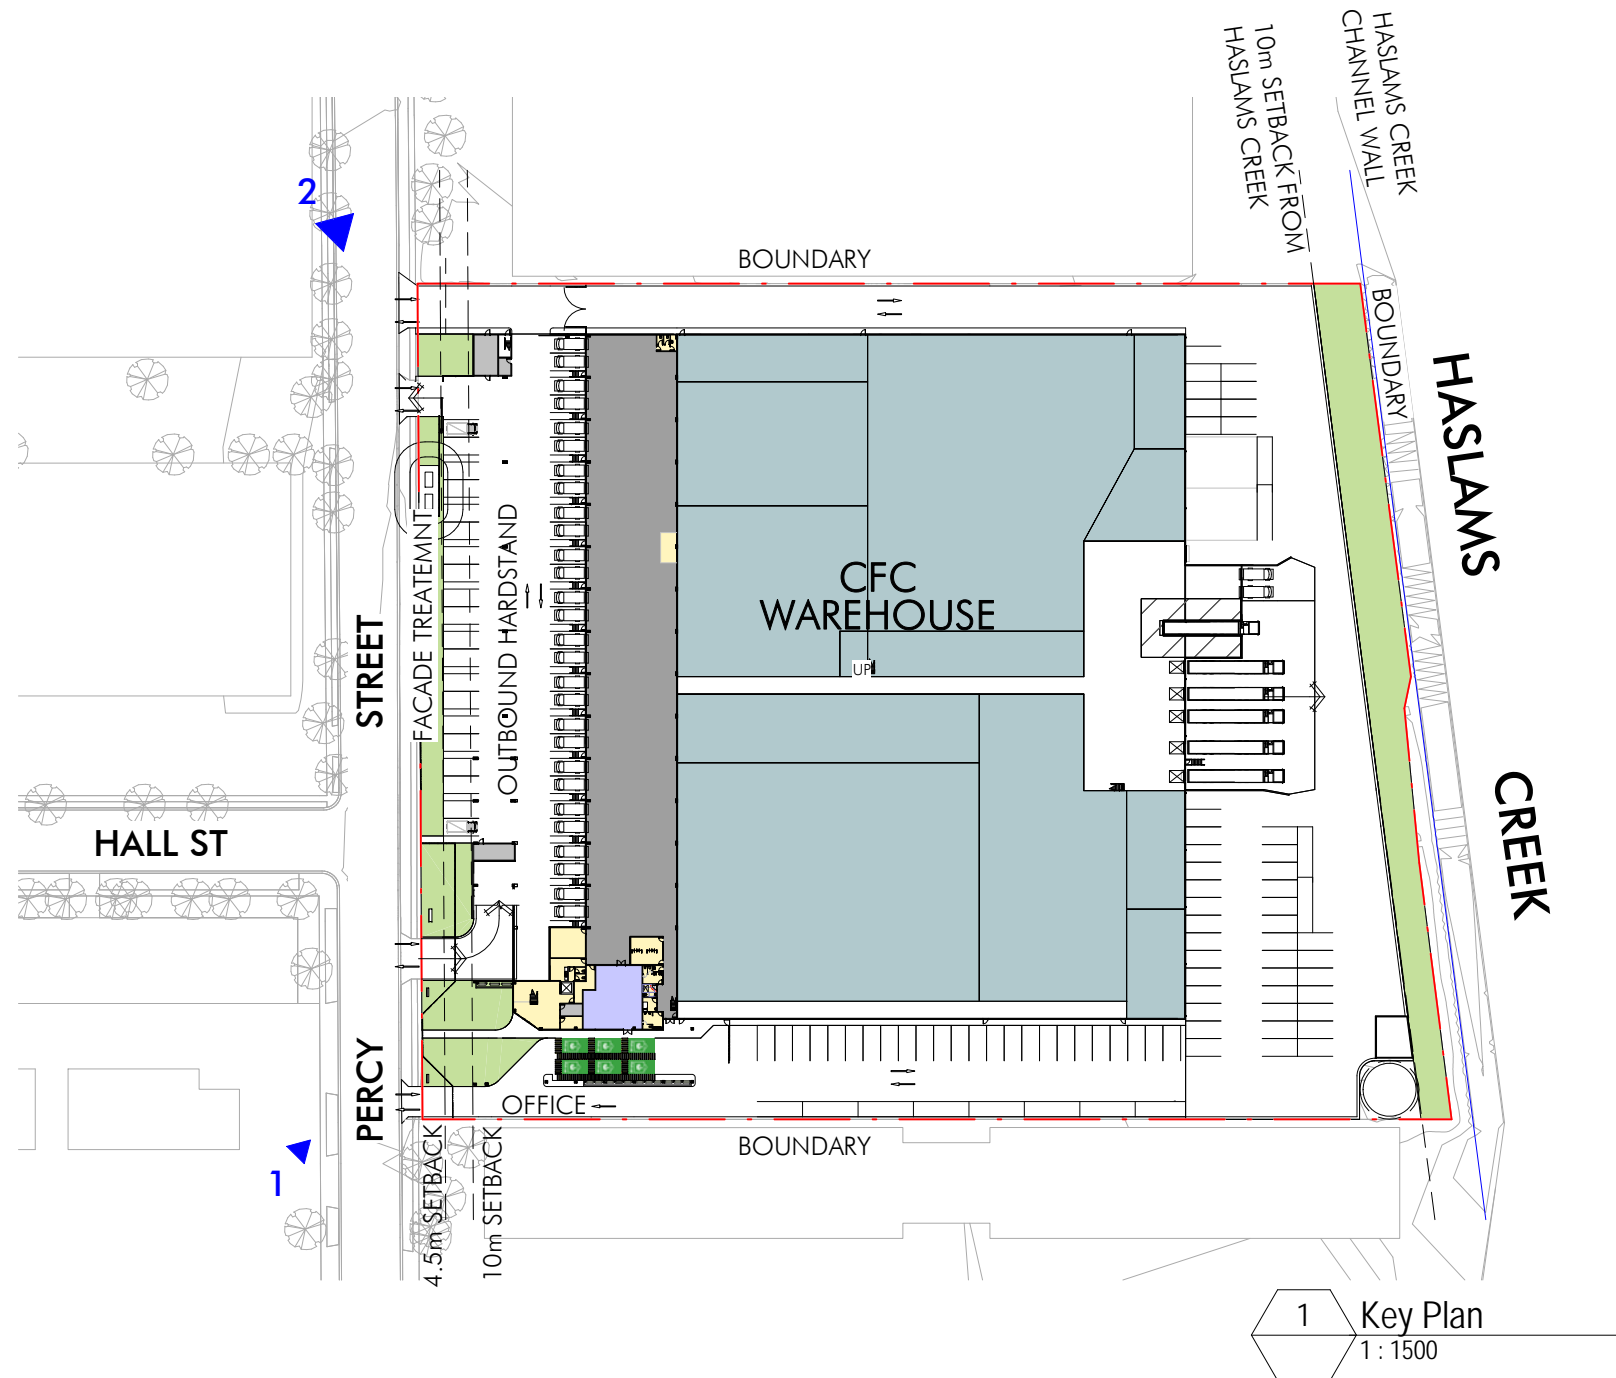 HASLAMS CREEK
CHANNEL WALL
10m SETBACK FROM
HASLAMS CREEK
2
BOUNDARY
BOUNDARY
HASLAMS
CREEK
CFC
WAREHOUSE
UP
OUTBOUND HARDSTAND
FACADE TREATEMNT
STREET
PERCY
HALL ST
OFFICE
BOUNDARY
4.5m SETBACK
10m SETBACK
1
1
Key Plan
1 : 1500